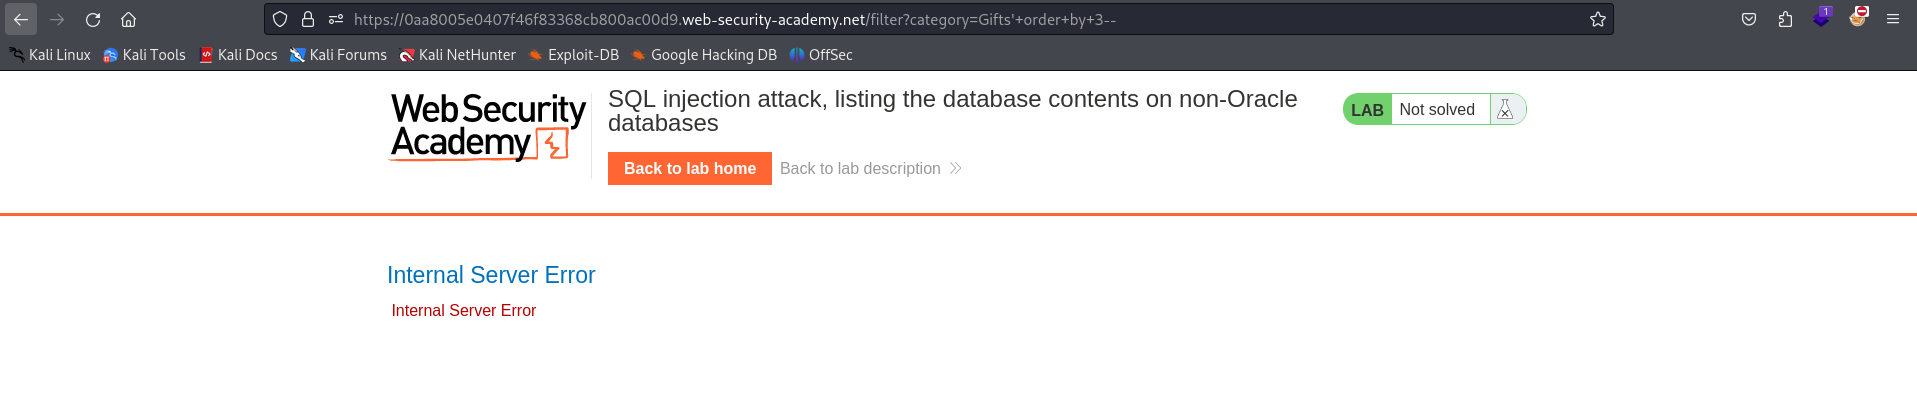 https://0aa8005e0407f46f83368cb800ac00d9.web-security-academy.net/filter?category=Gifts'+order+by+3--
1
Kali Linux Kali Tools Kali Docs Kali Forums Kali NetHunter Exploit-DB Google Hacking DB OffSec
Web Security
Academy
SQL injection attack, listing the database contents on non-Oracle
databases
LAB Not solved
Back to lab home Back to lab description
Internal Server Error
Internal Server Error